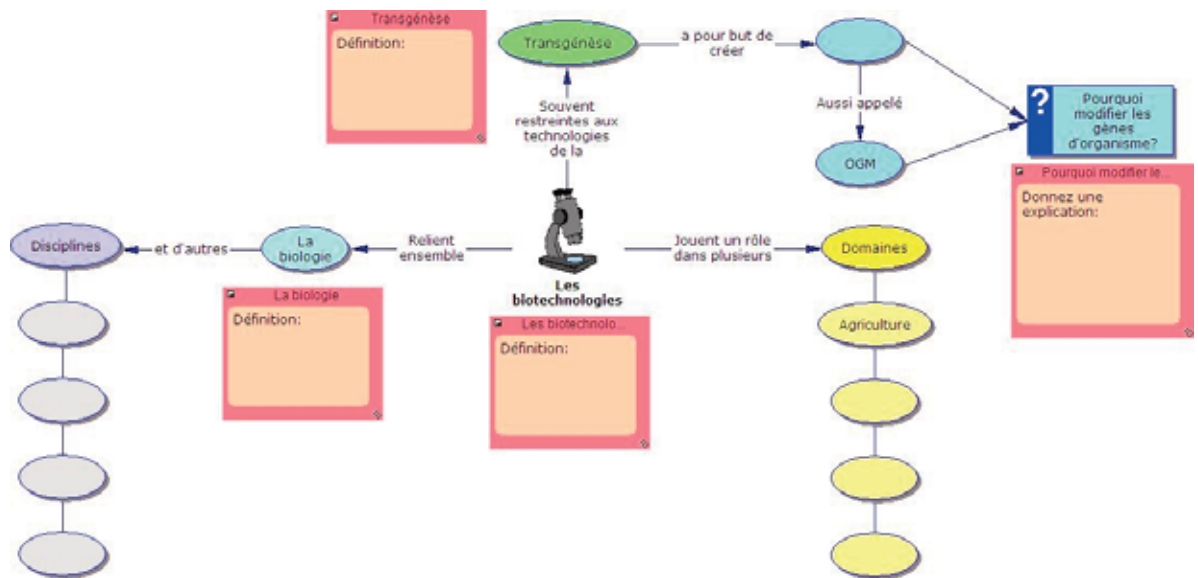 Transgénèse
Définition:
Transgénèse
a pour but de
créer
Souvent
restreintes aux
technologies
de la
Aussi appelé
OGM
?
Pourquoi
modifier les
gènes
d'organisme?
Pourquoi modifier le...
Donnez une
explication:
Disciplines
et d'autres
La
biologie
Relient
ensemble
Les
biotechnologies
Jouent un rôle
dans plusieurs
Domaines
Agriculture
La biologie
Définition:
Les biotechnolo...
Définition: